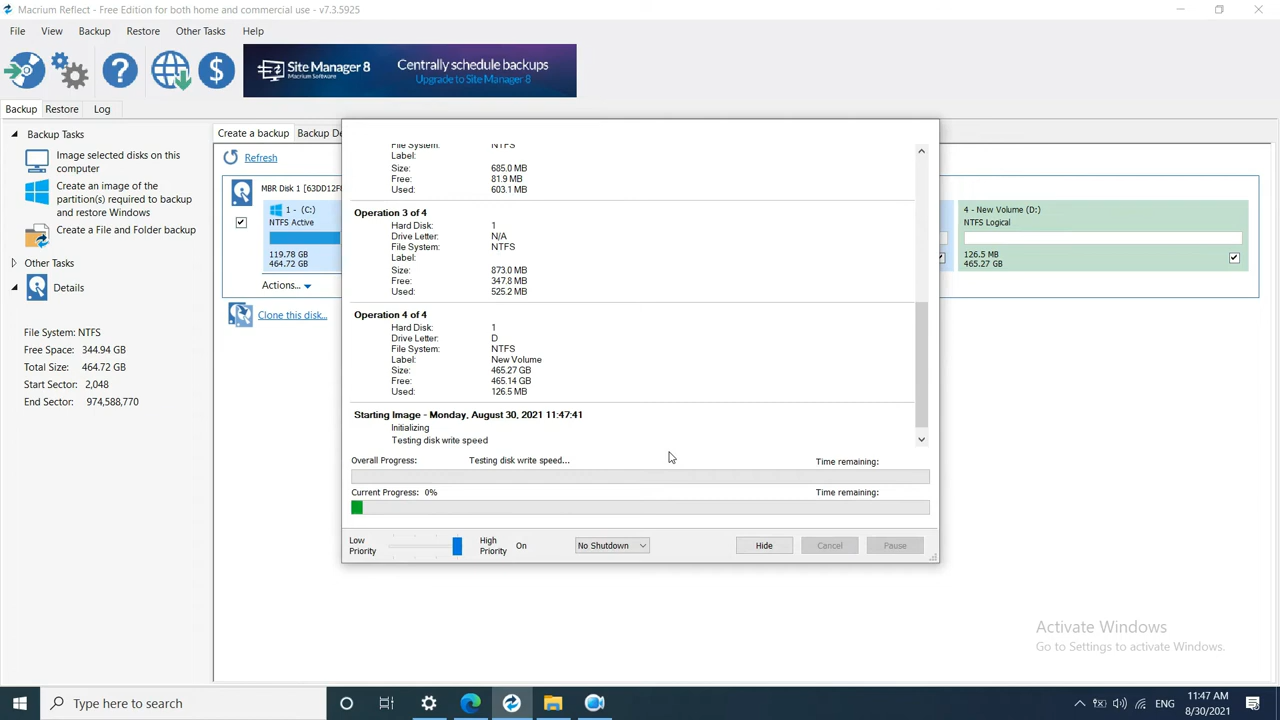 Macrium Reflect - Free Edition for both home and commercial use - v7.3.5925
File View Backup Restore Other Tasks Help
Site Manager 8
Macrium Software
Centrally schedule backups
Upgrade to Site Manager 8
Backup Restore Log
Backup Tasks
Image selected disks on this
computer
Create an image of the
partition(s) required to backup
and restore Windows
Create a File and Folder backup
Other Tasks
Details
File System: NTFS
Free Space: 344.94 GB
Total Size: 464.72 GB
Start Sector: 2,048
End Sector: 974,588,770
Create a backup Backup De
Refresh
MBR Disk 1 [63DD12F
1 - (C:)
NTFS Active
119.78 GB
464.72 GB
Actions...
Clone this disk...
4 - New Volume (D:)
NTFS Logical
126.5 MB
465.27 GB
File System: NTFS
Label:
Size: 685.0 MB
Free: 81.9 MB
Used: 603.1 MB
Operation 3 of 4
Hard Disk: 1
Drive Letter: N/A
File System: NTFS
Label:
Size: 873.0 MB
Free: 347.8 MB
Used: 525.2 MB
Operation 4 of 4
Hard Disk: 1
Drive Letter: D
File System: NTFS
Label: New Volume
Size: 465.27 GB
Free: 465.14 GB
Used: 126.5 MB
Starting Image - Monday, August 30, 2021 11:47:41
Initializing
Testing disk write speed
Overall Progress: Testing disk write speed... Time remaining:
Current Progress: 0% Time remaining:
Low
Priority
High
Priority
On
No Shutdown
Hide
Cancel
Pause
Activate Windows
Go to Settings to activate Windows.
Type here to search
ENG
11:47 AM
8/30/2021